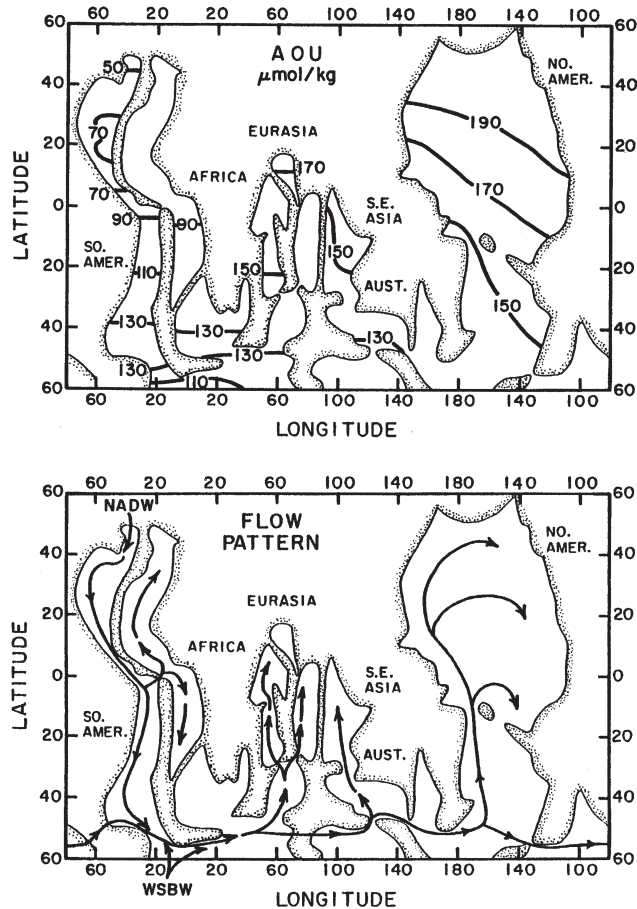 60 20 20 60 100 140 180 140 100
60 60
AOU
μmol/kg
NO.
AMER.
50
40 40
190
70
EURASIA
20 20
170
AFRICA
170
70
S.E.
ASIA
0 0
90 90
SO.
AMER.
150
110
150
20 20
AUST.
150
130 130
130
40 40
130
130
110
60 60
60 20 20 60 100 150 180 140 100
LONGITUDE
LATITUDE
60 20 20 60 100 140 180 140 100
60 60
NADW
FLOW
PATTERN
NO.
AMER.
40 40
EURASIA
20 20
AFRICA
S.E.
ASIA
0 0
SO.
AMER.
20 20
AUST.
40 40
60 60
60 20 20 60 100 140 180 140 100
WSBW
LONGITUDE
LATITUDE